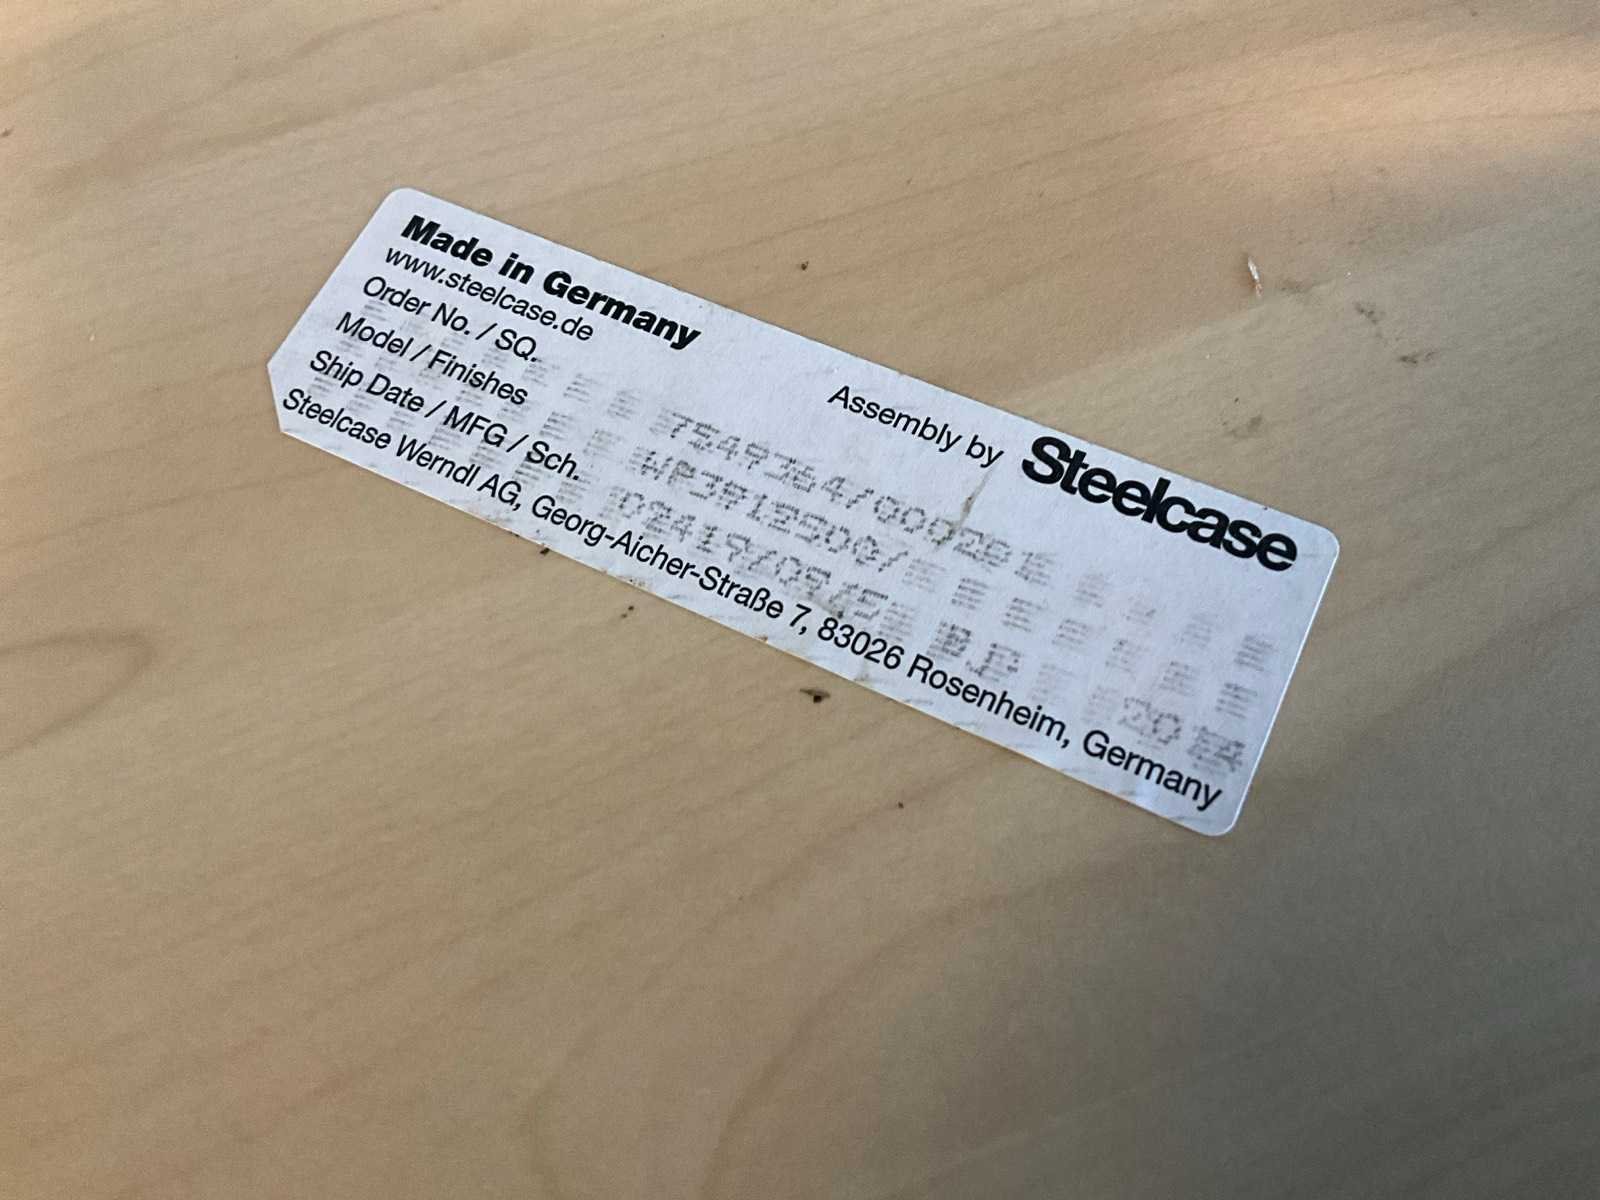 Made in Germany
www.steelcase.de
Assembly by Steelcase
Order No. / SQ.
Model / Finishes
Ship Date / MFG / Sch.
Steelcase Werndl AG, Georg-Aicher-Straße 7, 83026 Rosenheim, Germany